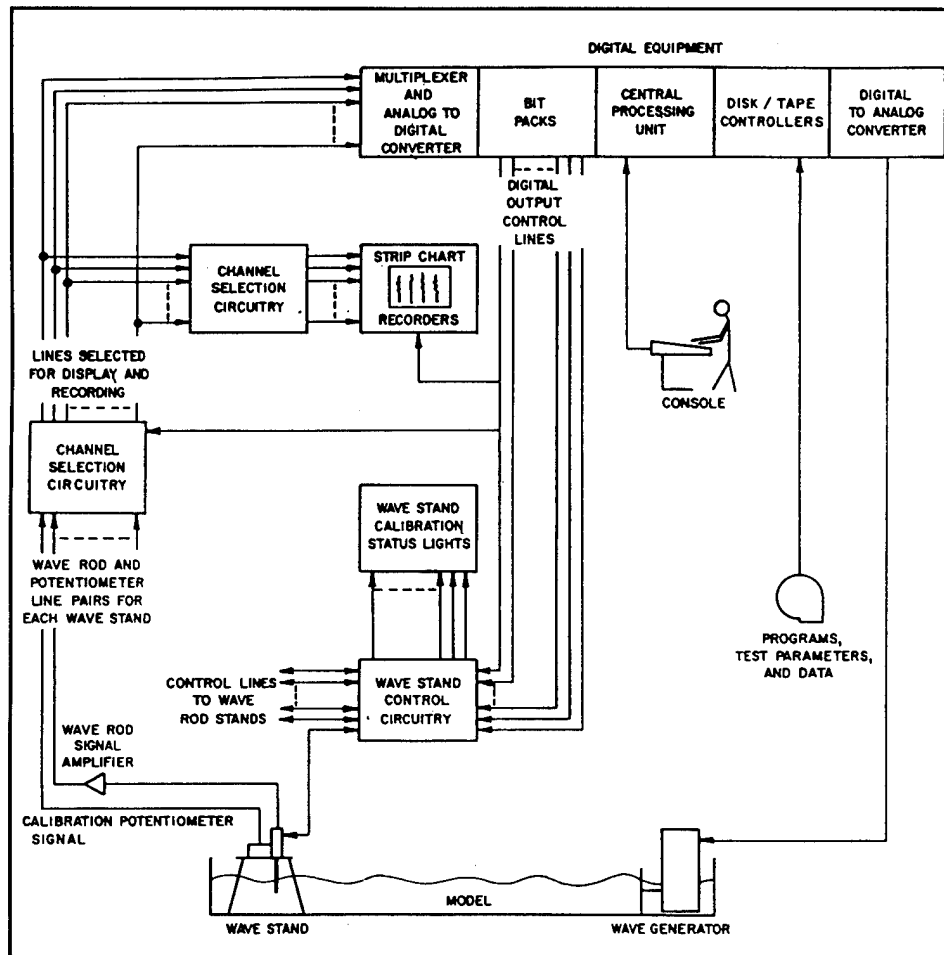 DIGITAL EQUIPMENT
MULTIPLEXER
AND
ANALOG TO
DIGITAL
CONVERTER
BIT
PACKS
CENTRAL
PROCESSING
UNIT
DISK / TAPE
CONTROLLERS
DIGITAL
TO ANALOG
CONVERTER
DIGITAL
OUTPUT
CONTROL
LINES
CHANNEL
SELECTION
CIRCUITRY
STRIP CHART
RECORDERS
LINES SELECTED
FOR DISPLAY AND
RECORDING
CONSOLE
CHANNEL
SELECTION
CIRCUITRY
WAVE STAND
CALIBRATION
STATUS LIGHTS
WAVE ROD AND
POTENTIOMETER
LINE PAIRS FOR
EACH WAVE STAND
PROGRAMS,
TEST PARAMETERS,
AND DATA
CONTROL LINES
TO WAVE
ROD STANDS
WAVE STAND
CONTROL
CIRCUITRY
WAVE ROD
SIGNAL
AMPLIFIER
CALIBRATION POTENTIOMETER
SIGNAL
MODEL
WAVE STAND
WAVE GENERATOR